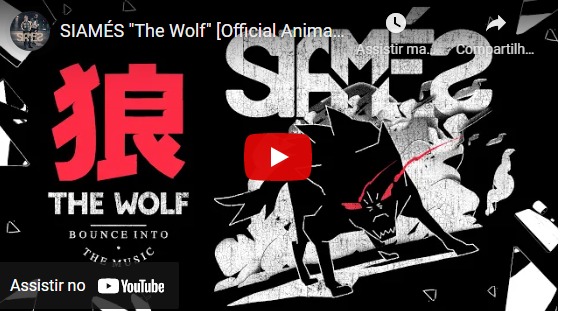 SIAMÉS "The Wolf" [Official Anima...
Assistir ma...
Compartilh...
SIAMÉS
狼
THE WOLF
BOUNCE INTO
• THE MUSIC •
Assistir no YouTube